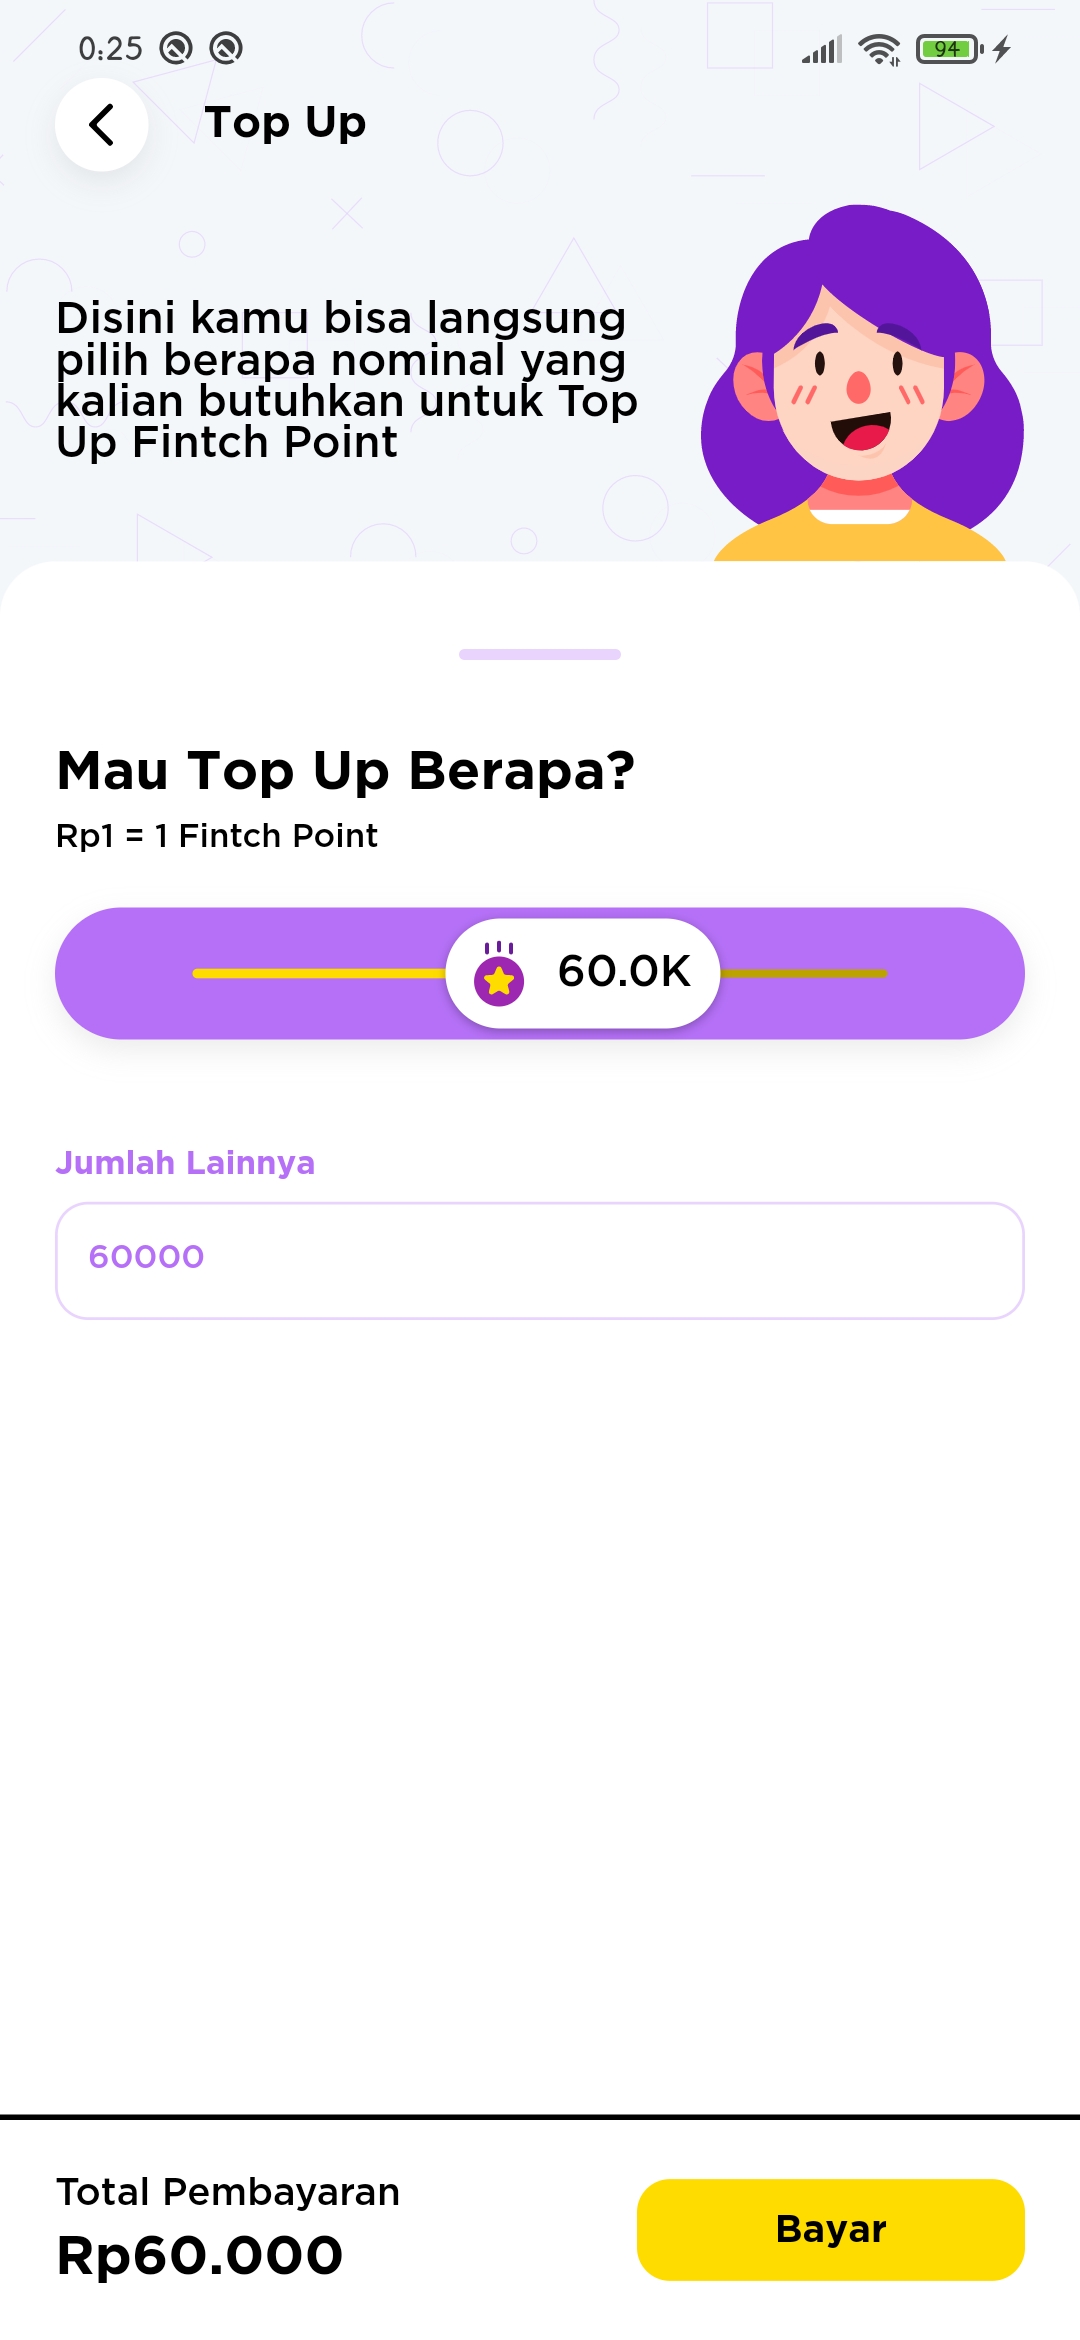 0:25
94
Top Up
Disini kamu bisa langsung
pilih berapa nominal yang
kalian butuhkan untuk Top
Up Fintch Point
Mau Top Up Berapa?
Rp1 = 1 Fintch Point
60.0K
Jumlah Lainnya
60000
Total Pembayaran
Rp60.000
Bayar